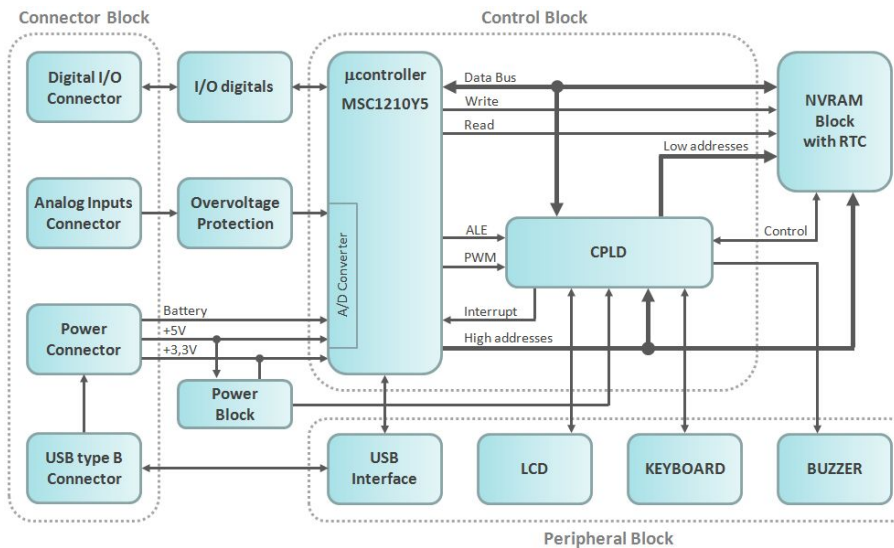 Connector Block
Control Block
Digital I/O
Connector
I/O digitals
µcontroller
MSC1210Y5
Data Bus
Write
Read
Low addresses
NVRAM
Block
with RTC
Analog Inputs
Connector
Overvoltage
Protection
A/D Converter
ALE
PWM
CPLD
Control
Power
Connector
Battery
+5V
+3,3V
Interrupt
High addresses
Power
Block
USB type B
Connector
USB
Interface
LCD
KEYBOARD
BUZZER
Peripheral Block